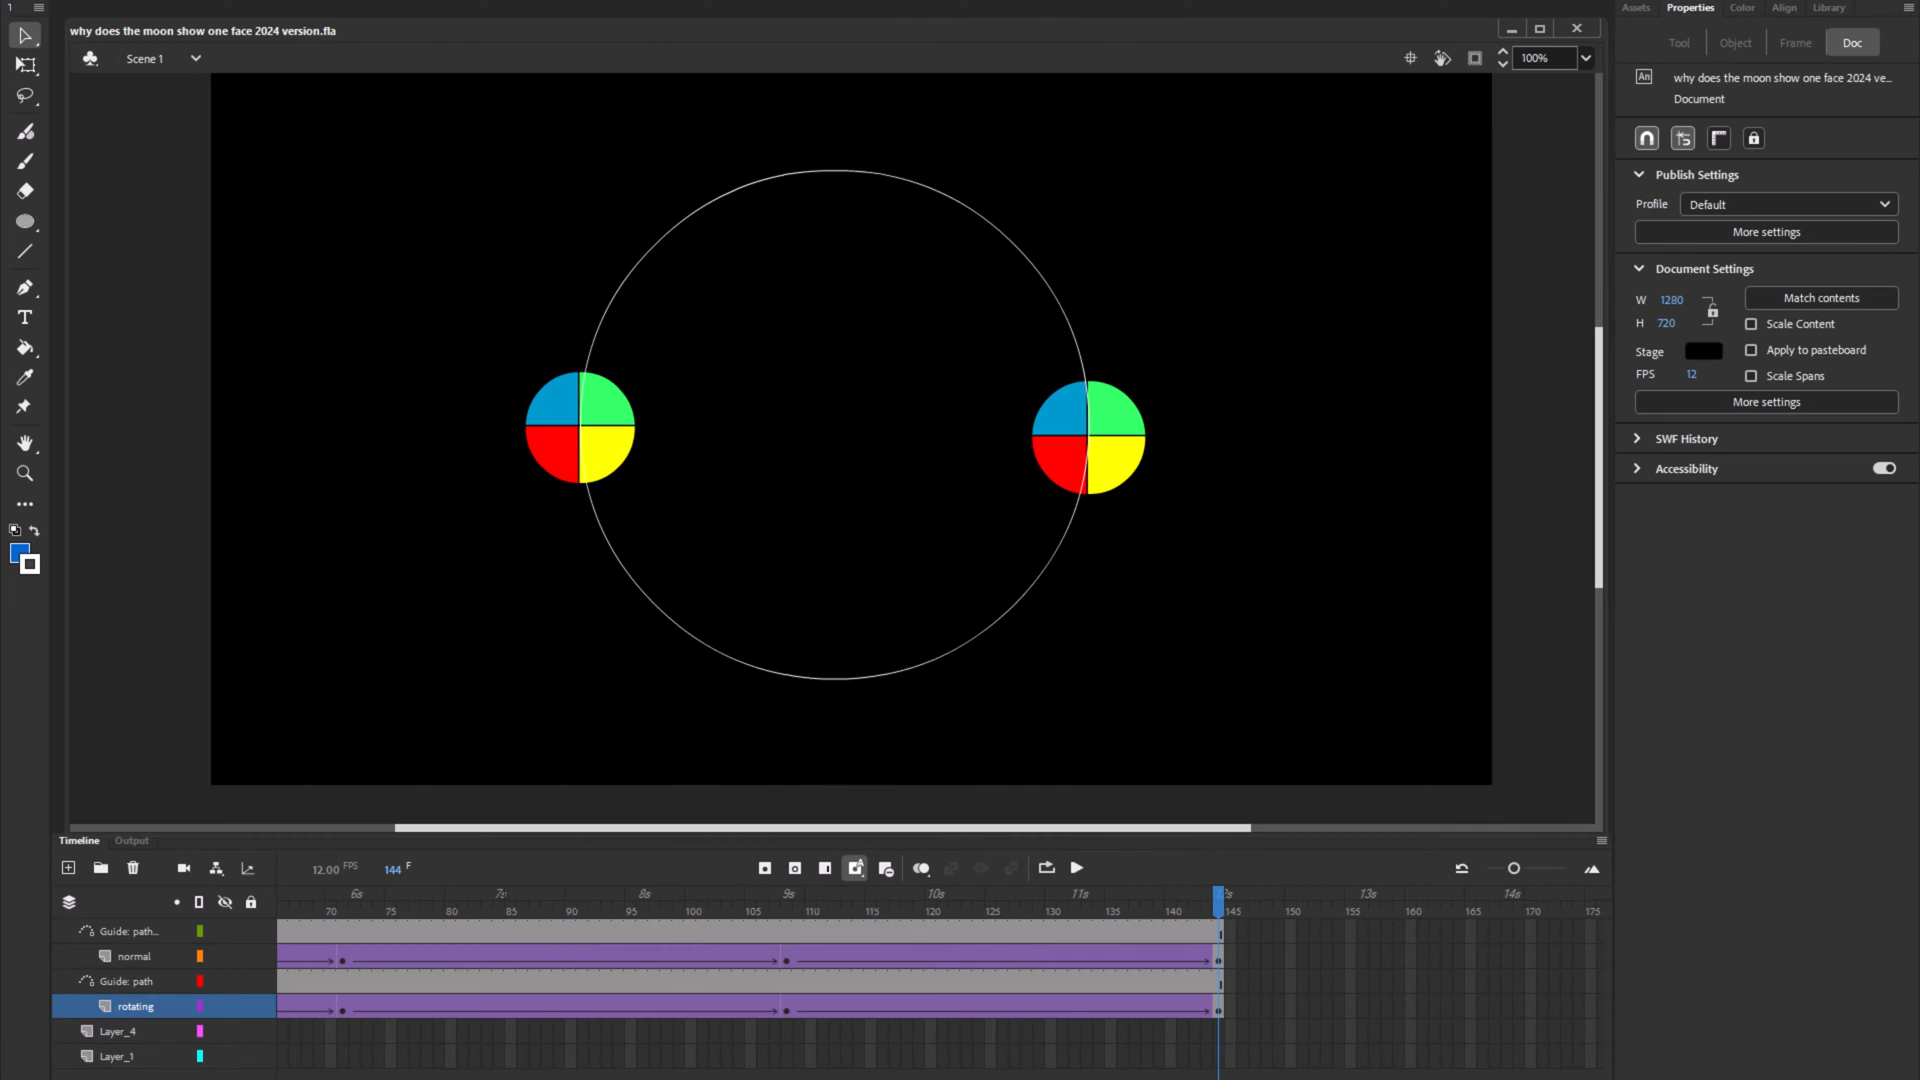 1
Assets Properties Color Align Library
why does the moon show one face 2024 version.fla
Scene 1
100%
Tool Object Frame Doc
An why does the moon show one face 2024 ve...
Document
Publish Settings
Profile Default
More settings
Document Settings
W 1280 Match contents
H 720 Scale Content
Stage Apply to pasteboard
FPS 12 Scale Spans
More settings
SWF History
Accessibility
T
Timeline Output
12.00 FPS 144 F
6s 7s 8s 9s 10s 11s 2s 13s 14s
70 75 80 85 90 95 100 105 110 115 120 125 130 135 140 145 150 155 160 165 170 175
Guide: path...
normal
Guide: path
rotating
Layer_4
Layer_1